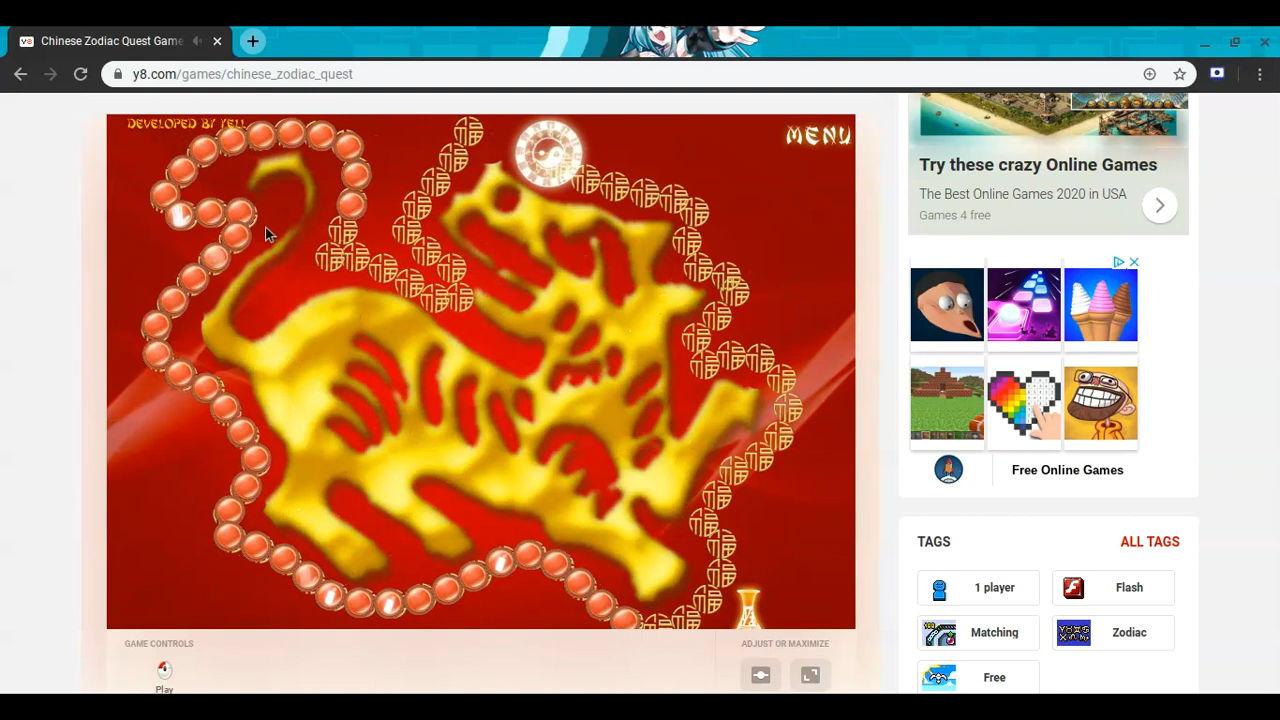 Chinese Zodiac Quest Game
y8.com/games/chinese_zodiac_quest
DEVELOPED BY YELL
MENU
福
Try these crazy Online Games
The Best Online Games 2020 in USA
Games 4 free
Free Online Games
TAGS
ALL TAGS
1 player
Flash
Matching
Zodiac
Free
GAME CONTROLS
Play
ADJUST OR MAXIMIZE